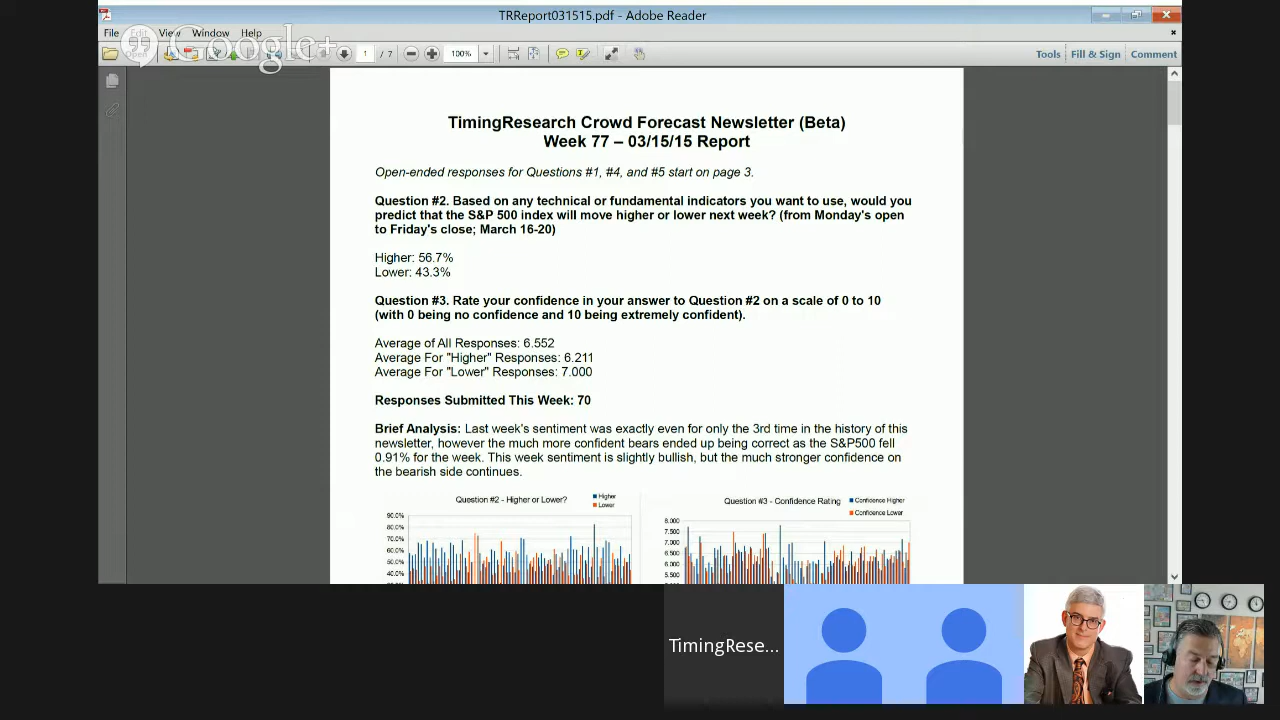 TRReport031515.pdf - Adobe Reader
File Edit View Window Help
Google+
Open
1 / 7
100%
Tools Fill & Sign Comment
TimingResearch Crowd Forecast Newsletter (Beta)
Week 77 – 03/15/15 Report
Open-ended responses for Questions #1, #4, and #5 start on page 3.
Question #2. Based on any technical or fundamental indicators you want to use, would you
predict that the S&P 500 index will move higher or lower next week? (from Monday's open
to Friday's close; March 16-20)
Higher: 56.7%
Lower: 43.3%
Question #3. Rate your confidence in your answer to Question #2 on a scale of 0 to 10
(with 0 being no confidence and 10 being extremely confident).
Average of All Responses: 6.552
Average For "Higher" Responses: 6.211
Average For "Lower" Responses: 7.000
Responses Submitted This Week: 70
Brief Analysis: Last week's sentiment was exactly even for only the 3rd time in the history of this
newsletter, however the much more confident bears ended up being correct as the S&P500 fell
0.91% for the week. This week sentiment is slightly bullish, but the much stronger confidence on
the bearish side continues.
Question #2 - Higher or Lower?
Higher
Lower
90.0%
80.0%
70.0%
60.0%
50.0%
40.0%
Question #3 - Confidence Rating
Confidence Higher
Confidence Lower
8.000
7.500
7.000
6.500
6.000
5.500
TimingRese...